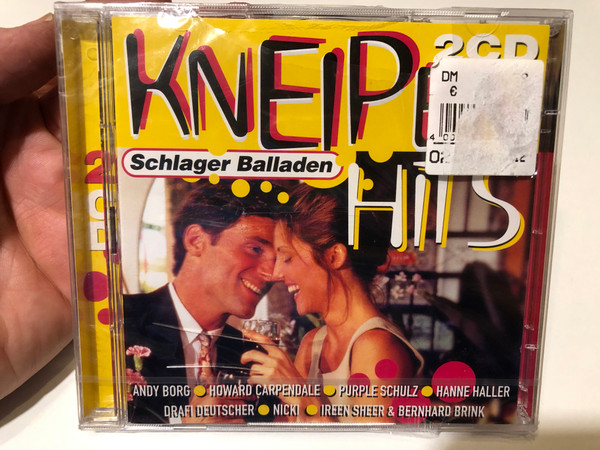 2CD
KNEIPE
DM
€
Schlager Balladen
HITS
ANDY BORG HOWARD CARPENDALE PURPLE SCHULZ HANNE HALLER
DRAFI DEUTSCHER NICKI IREEN SHEER & BERNHARD BRINK